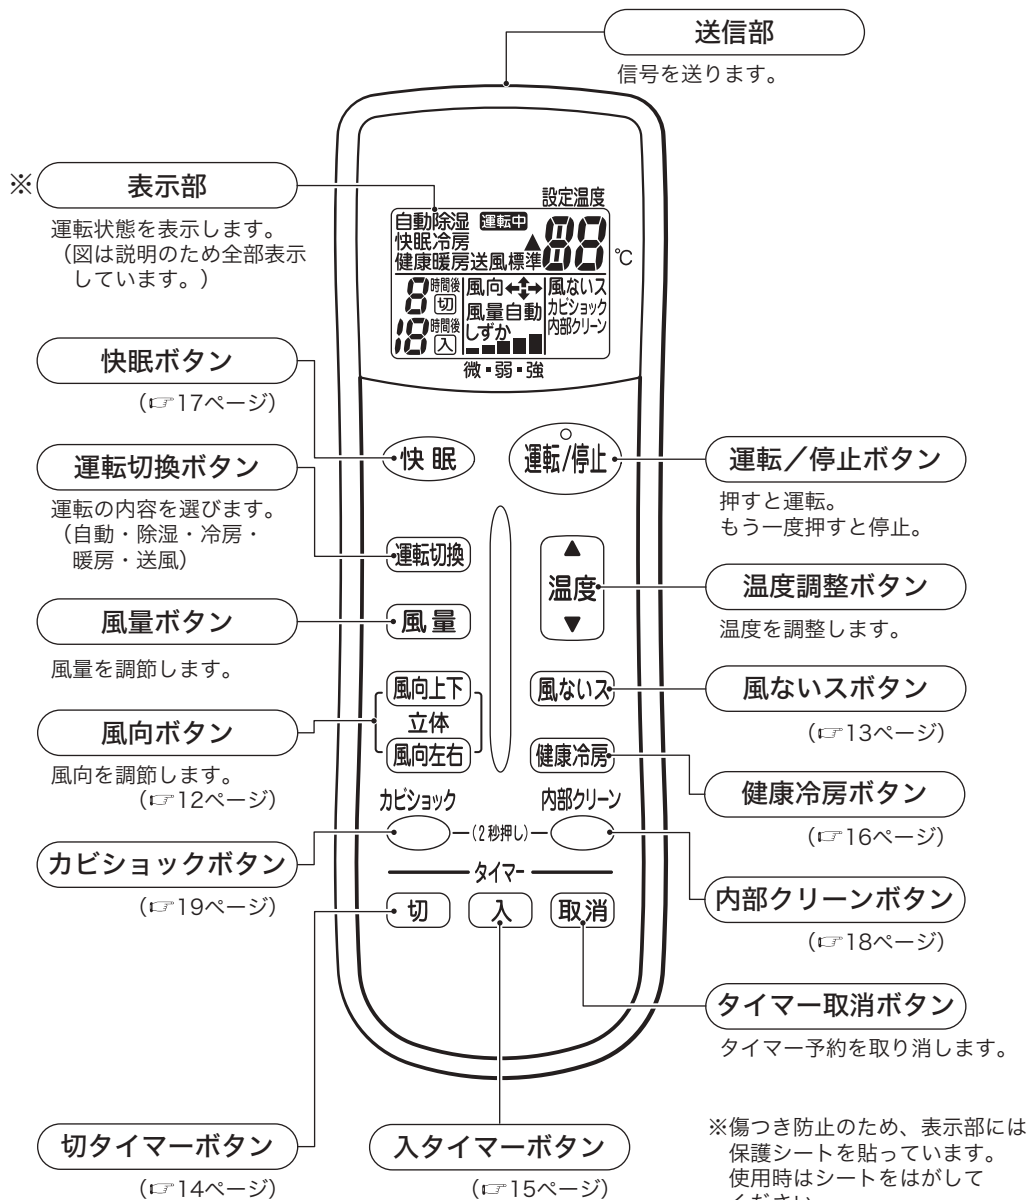 送信部
信号を送ります。
※ 表示部
運転状態を表示します。
（図は説明のため全部表示
しています。）
設定温度
自動除湿 運転中
快眠冷房 ▲
健康暖房送風標準 88 ℃
8 時間後 切
18 時間後 入
風向
風量自動
しずか
風ないス
カビショック
内部クリーン
微・弱・強
快眠ボタン
（☞17ページ）
快眠
運転/停止
運転／停止ボタン
押すと運転。
もう一度押すと停止。
運転切換ボタン
運転の内容を選びます。
（自動・除湿・冷房・
暖房・送風）
運転切換
▲
温度
▼
温度調整ボタン
温度を調整します。
風量ボタン
風量を調節します。
風量
風向ボタン
風向を調節します。
（☞12ページ）
風向上下
立体
風向左右
風ないス
風ないスボタン
（☞13ページ）
健康冷房
健康冷房ボタン
（☞16ページ）
カビショック
内部クリーン
（2秒押し）
カビショックボタン
（☞19ページ）
内部クリーンボタン
（☞18ページ）
タイマー
切 入 取消
タイマー取消ボタン
タイマー予約を取り消します。
切タイマーボタン
（☞14ページ）
入タイマーボタン
（☞15ページ）
※傷つき防止のため、表示部には
保護シートを貼っています。
使用時はシートをはがして